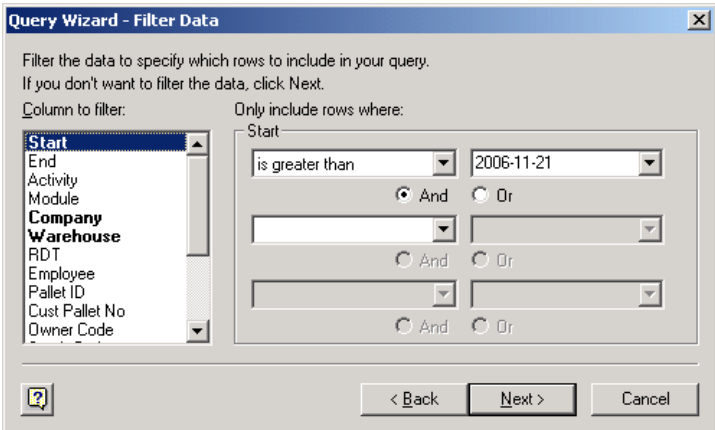 Query Wizard - Filter Data
Filter the data to specify which rows to include in your query.
If you don't want to filter the data, click Next.
Column to filter:
Only include rows where:
Start
Start
End
Activity
Module
Company
Warehouse
RDT
Employee
Pallet ID
Cust Pallet No
Owner Code
is greater than
2006-11-21
And
Or
And
Or
And
Or
?
< Back
Next >
Cancel